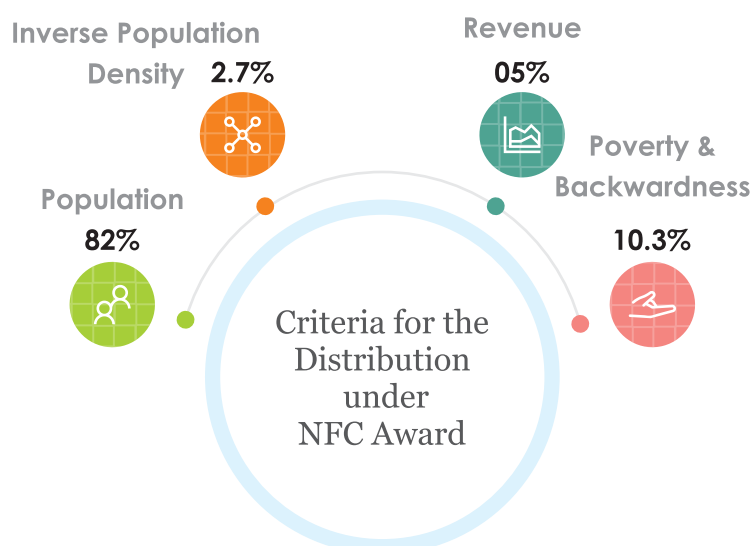 Inverse Population
Density 2.7%
Revenue
05%
Population
82%
Poverty &
Backwardness
10.3%
Criteria for the
Distribution
under
NFC Award